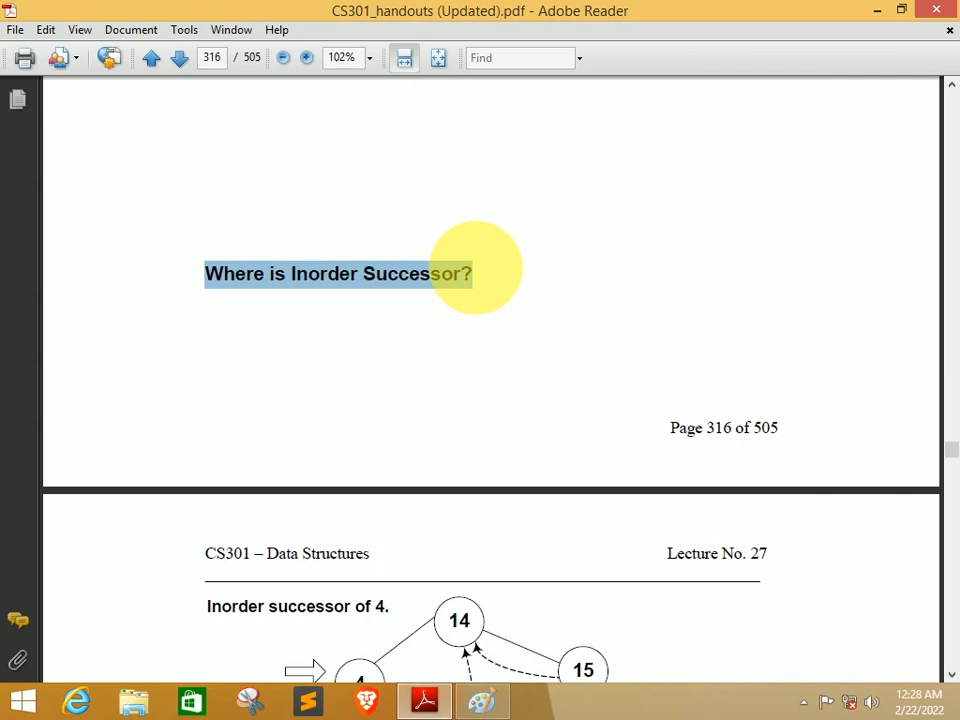 CS301_handouts (Updated).pdf - Adobe Reader
File Edit View Document Tools Window Help
316 / 505 102% Find
Where is Inorder Successor?
Page 316 of 505
CS301 – Data Structures Lecture No. 27
Inorder successor of 4.
14
15
4
12:28 AM
2/22/2022